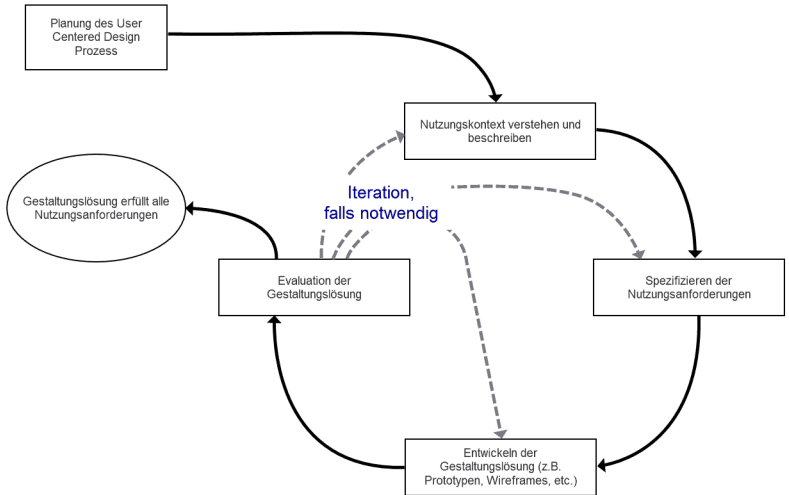 Planung des User
Centered Design
Prozess
Nutzungskontext verstehen und
beschreiben
Iteration,
falls notwendig
Gestaltungslösung erfüllt alle
Nutzungsanforderungen
Evaluation der
Gestaltungslösung
Spezifizieren der
Nutzungsanforderungen
Entwickeln der
Gestaltungslösung (z.B.
Prototypen, Wireframes, etc.)